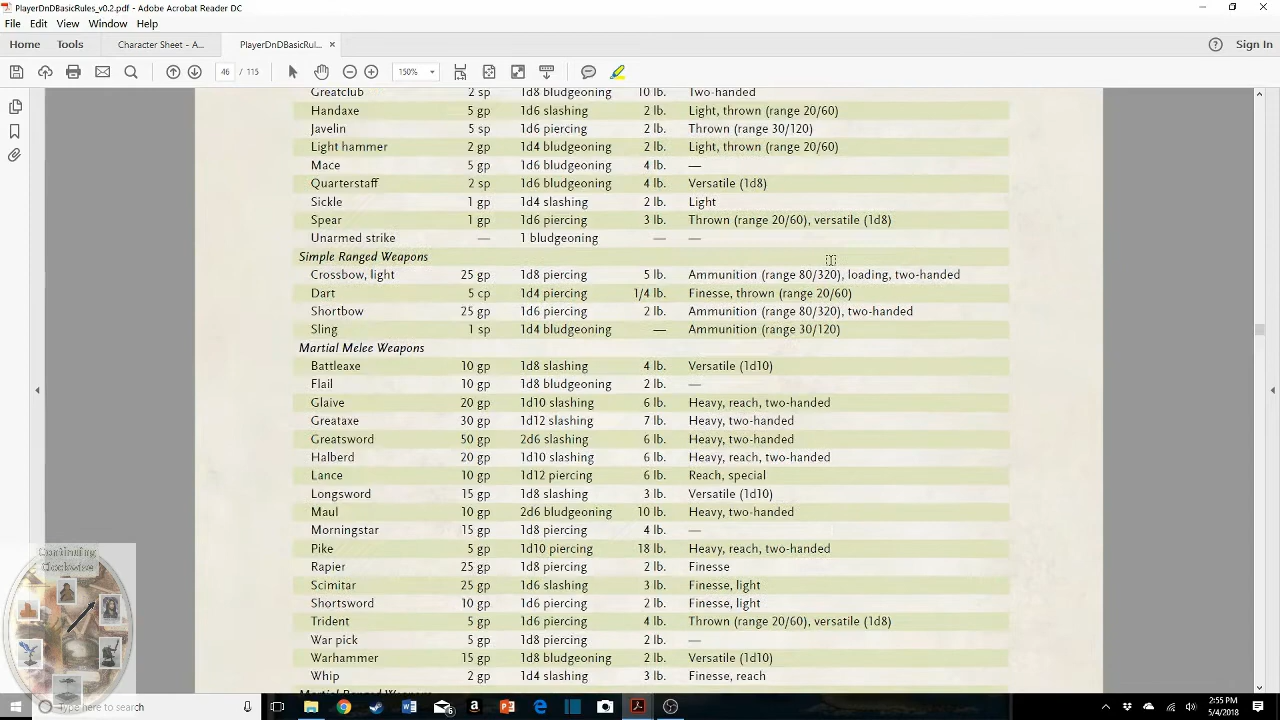 PlayerDnDBasicRules_v0.2.pdf - Adobe Acrobat Reader DC
File Edit View Window Help
Home Tools Character Sheet - A... PlayerDnDBasicRul... × Sign In
46 / 115 150%
Greatclub 2 sp 1d8 bludgeoning 10 lb. Two-handed
Handaxe 5 gp 1d6 slashing 2 lb. Light, thrown (range 20/60)
Javelin 5 sp 1d6 piercing 2 lb. Thrown (range 30/120)
Light hammer 2 gp 1d4 bludgeoning 2 lb. Light, thrown (range 20/60)
Mace 5 gp 1d6 bludgeoning 4 lb. —
Quarterstaff 2 sp 1d6 bludgeoning 4 lb. Versatile (1d8)
Sickle 1 gp 1d4 slashing 2 lb. Light
Spear 1 gp 1d6 piercing 3 lb. Thrown (range 20/60), versatile (1d8)
Unarmed strike — 1 bludgeoning — —
Simple Ranged Weapons
Crossbow, light 25 gp 1d8 piercing 5 lb. Ammunition (range 80/320), loading, two-handed
Dart 5 cp 1d4 piercing 1/4 lb. Finesse, thrown (range 20/60)
Shortbow 25 gp 1d6 piercing 2 lb. Ammunition (range 80/320), two-handed
Sling 1 sp 1d4 bludgeoning — Ammunition (range 30/120)
Martial Melee Weapons
Battleaxe 10 gp 1d8 slashing 4 lb. Versatile (1d10)
Flail 10 gp 1d8 bludgeoning 2 lb. —
Glaive 20 gp 1d10 slashing 6 lb. Heavy, reach, two-handed
Greataxe 30 gp 1d12 slashing 7 lb. Heavy, two-handed
Greatsword 50 gp 2d6 slashing 6 lb. Heavy, two-handed
Halberd 20 gp 1d10 slashing 6 lb. Heavy, reach, two-handed
Lance 10 gp 1d12 piercing 6 lb. Reach, special
Longsword 15 gp 1d8 slashing 3 lb. Versatile (1d10)
Maul 10 gp 2d6 bludgeoning 10 lb. Heavy, two-handed
Morningstar 15 gp 1d8 piercing 4 lb. —
Pike 5 gp 1d10 piercing 18 lb. Heavy, reach, two-handed
Rapier 25 gp 1d8 piercing 2 lb. Finesse
Scimitar 25 gp 1d6 slashing 3 lb. Finesse, light
Shortsword 10 gp 1d6 piercing 2 lb. Finesse, light
Trident 5 gp 1d6 piercing 4 lb. Thrown (range 20/60), versatile (1d8)
War pick 5 gp 1d8 piercing 2 lb. —
Warhammer 15 gp 1d8 bludgeoning 2 lb. Versatile (1d10)
Whip 2 gp 1d4 slashing 3 lb. Finesse, reach
Martial Ranged Weapons
Continuing
Clockwise
Type here to search
2:55 PM
5/4/2018